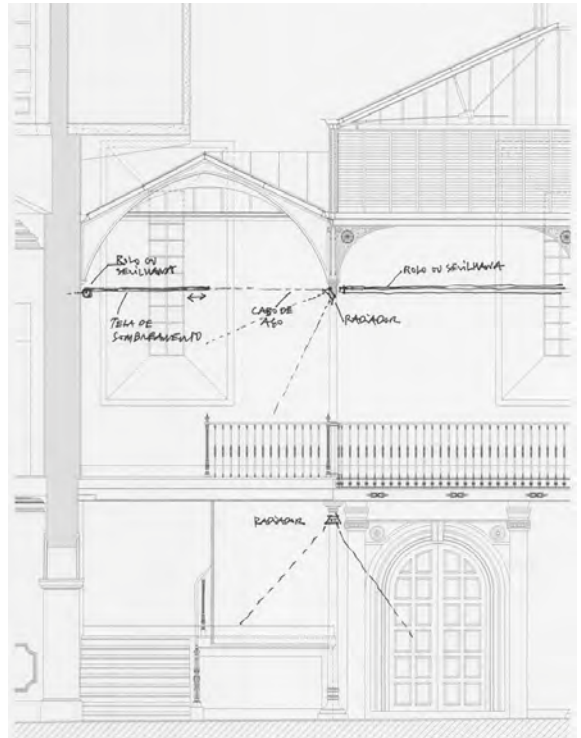 ROLO OU
SEVILHANA
ROLO OU SEVILHANA
TELA DE
SOMBREAMENTO
CABO DE
AÇO
RADIADOR
RADIADOR